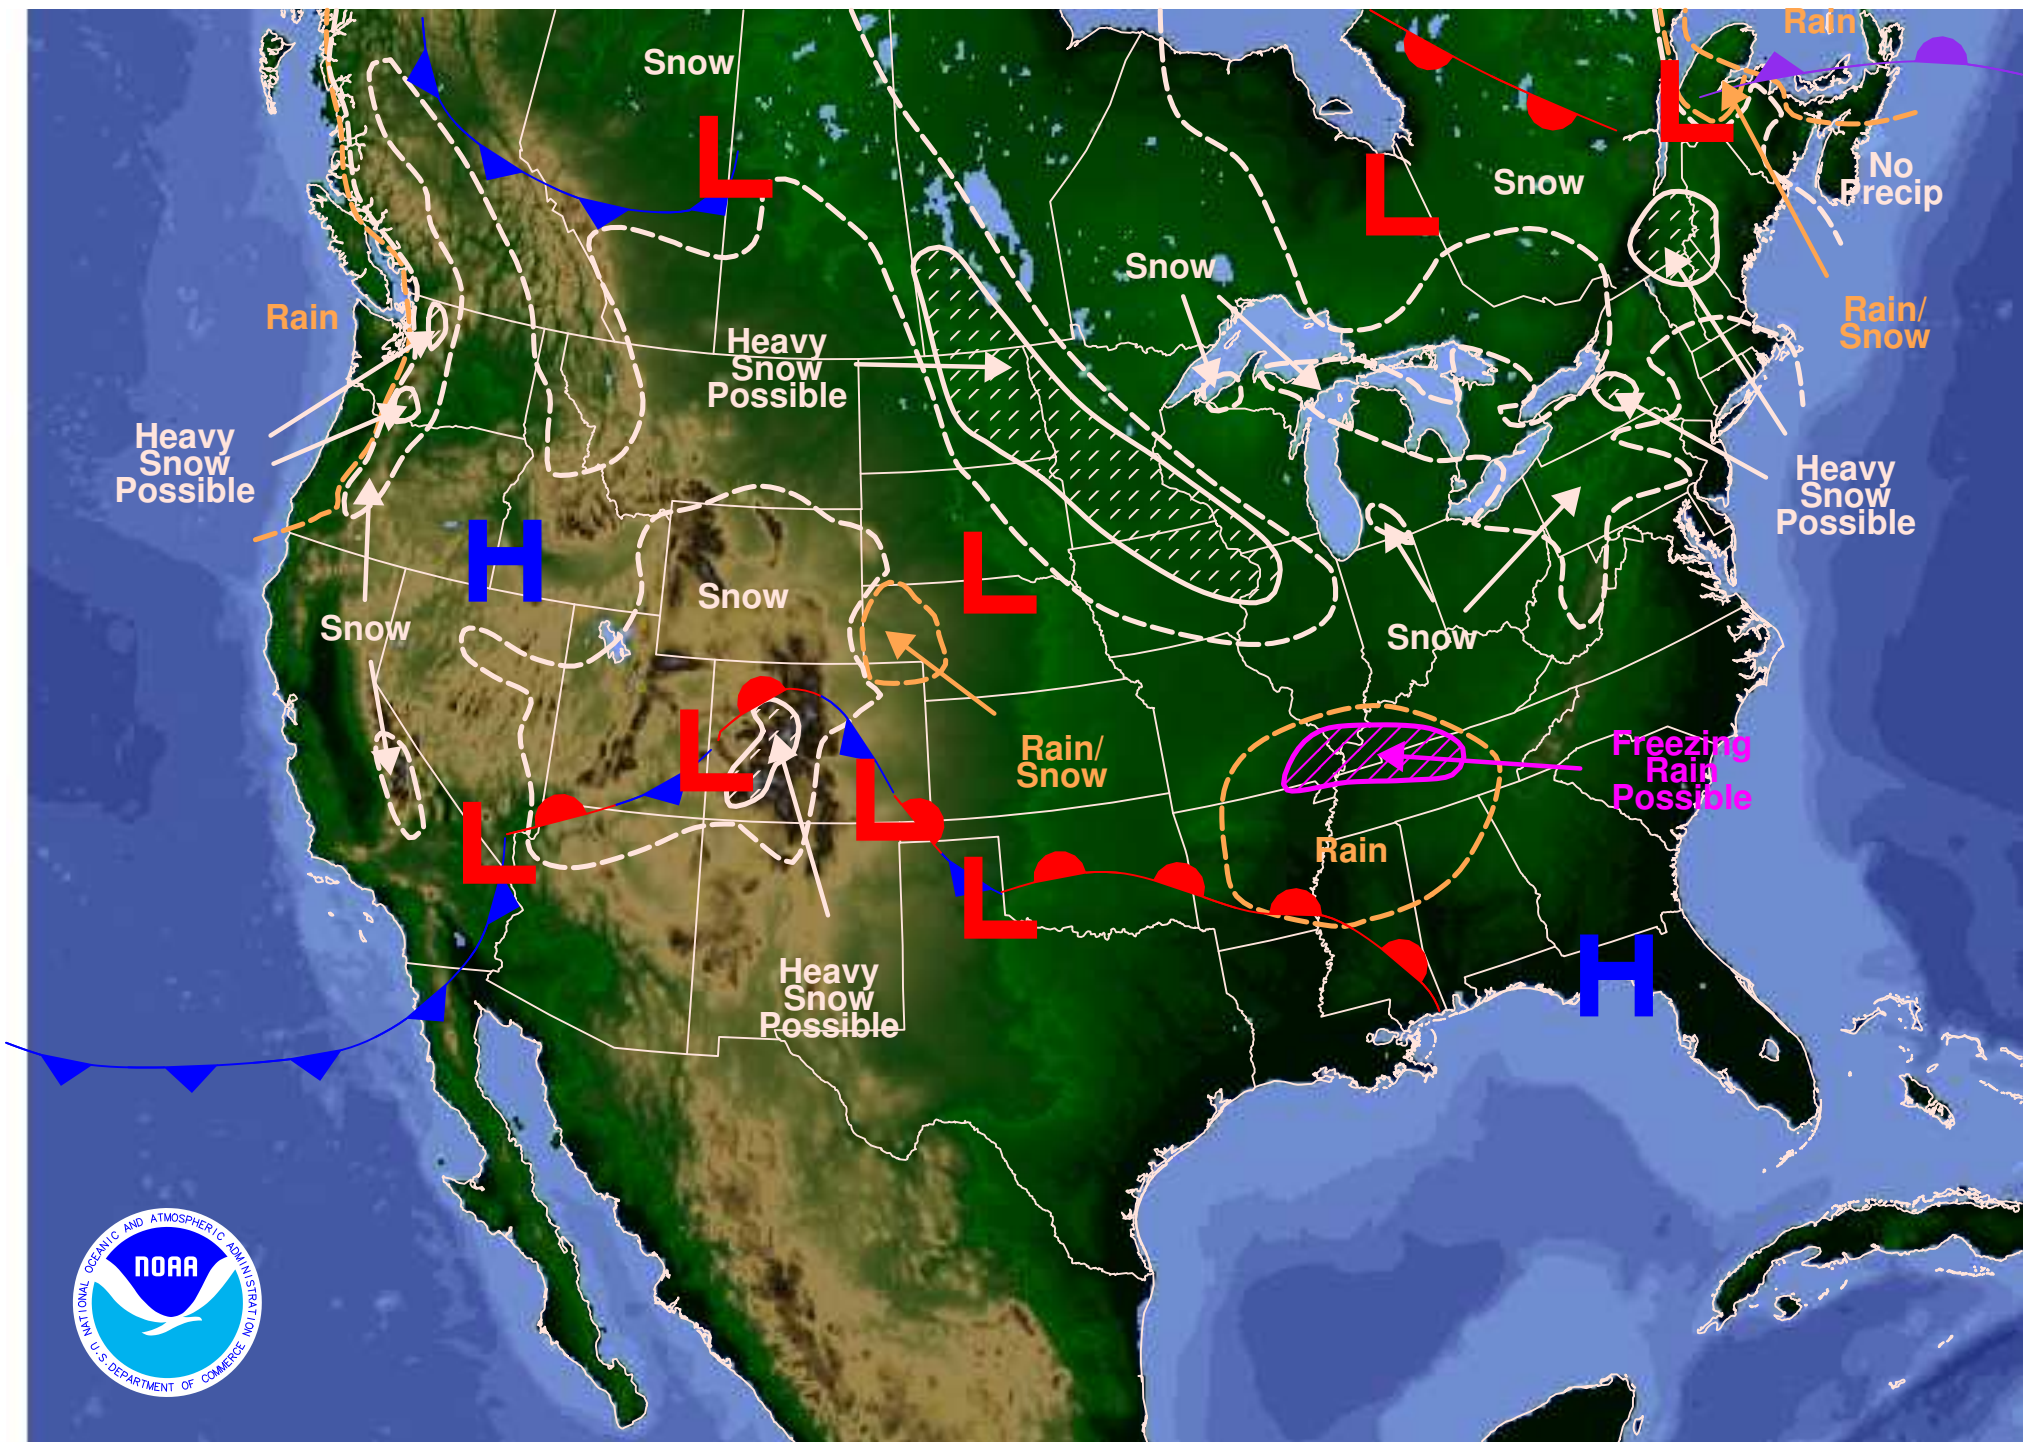 Rain
Snow
No
Precip
Snow
Snow
L
L
L
Rain
Rain/
Snow
Heavy
Snow
Possible
Heavy
Snow
Possible
Heavy
Snow
Possible
H
L
Snow
Snow
Snow
L
Rain/
Snow
Freezing
Rain
Possible
L
L
Rain
L
H
Heavy
Snow
Possible
NATIONAL OCEANIC AND ATMOSPHERIC ADMINISTRATION
NOAA
U.S. DEPARTMENT OF COMMERCE